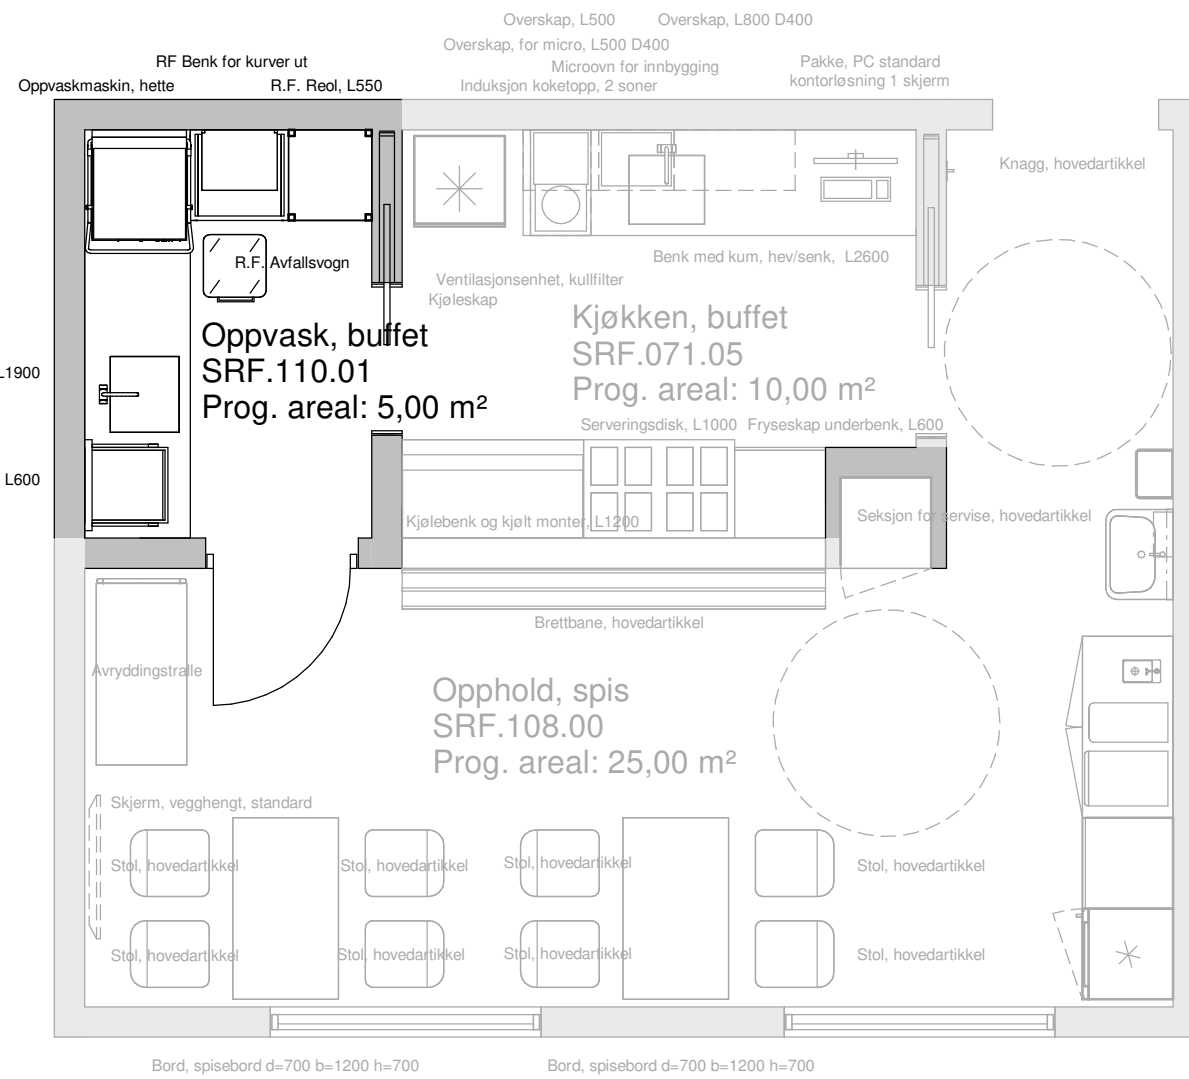 Overskap, L500 Overskap, L800 D400
Overskap, for micro, L500 D400
RF Benk for kurver ut Microovn for innbygging Pakke, PC standard
Oppvaskmaskin, hette R.F. Reol, L550 Induksjon koketopp, 2 soner kontorløsning 1 skjerm
Knagg, hovedartikkel
R.F. Avfallsvogn
Benk med kum, hev/senk, L2600
Ventilasjonsenhet, kullfilter
Kjøleskap
Oppvask, buffet
SRF.110.01
Prog. areal: 5,00 m²
Kjøkken, buffet
SRF.071.05
Prog. areal: 10,00 m²
L1900
Serveringsdisk, L1000 Fryseskap underbenk, L600
L600
Kjølebenk og kjølt monter, L1200
Seksjon for servise, hovedartikkel
Brettbane, hovedartikkel
Avryddingstralle
Opphold, spis
SRF.108.00
Prog. areal: 25,00 m²
Skjerm, vegghengt, standard
Stol, hovedartikkel Stol, hovedartikkel Stol, hovedartikkel Stol, hovedartikkel
Stol, hovedartikkel Stol, hovedartikkel Stol, hovedartikkel Stol, hovedartikkel
Bord, spisebord d=700 b=1200 h=700 Bord, spisebord d=700 b=1200 h=700